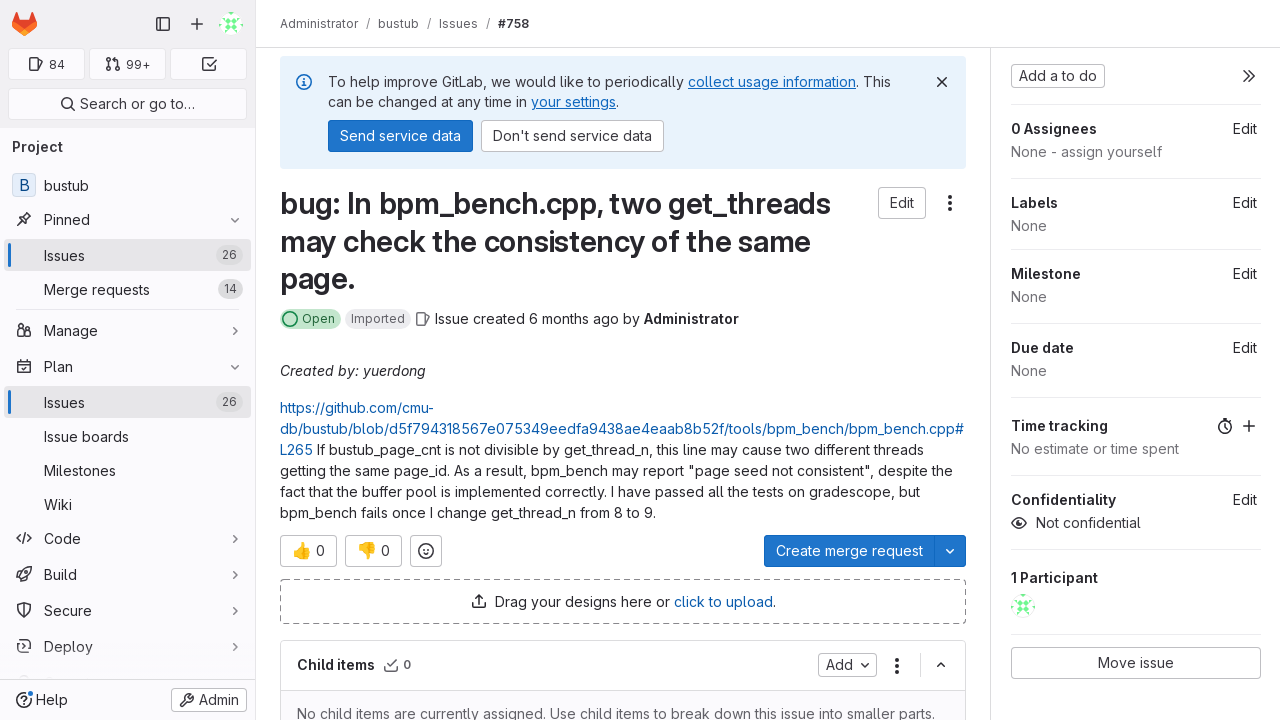 Administrator / bustub / Issues / #758
84
99+
Search or go to…
Project
B bustub
Pinned
Issues 26
Merge requests 14
Manage
Plan
Issues 26
Issue boards
Milestones
Wiki
Code
Build
Secure
Deploy
Help
Admin
To help improve GitLab, we would like to periodically collect usage information. This
can be changed at any time in your settings.
Send service data
Don't send service data
bug: In bpm_bench.cpp, two get_threads
may check the consistency of the same
page.
Edit
Open Imported Issue created 6 months ago by Administrator
Created by: yuerdong
https://github.com/cmu-
db/bustub/blob/d5f794318567e075349eedfa9438ae4eaab8b52f/tools/bpm_bench/bpm_bench.cpp#
L265 If bustub_page_cnt is not divisible by get_thread_n, this line may cause two different threads
getting the same page_id. As a result, bpm_bench may report "page seed not consistent", despite the
fact that the buffer pool is implemented correctly. I have passed all the tests on gradescope, but
bpm_bench fails once I change get_thread_n from 8 to 9.
👍 0
👎 0
Create merge request
Drag your designs here or click to upload.
Child items 0
Add
No child items are currently assigned. Use child items to break down this issue into smaller parts.
Add a to do
0 Assignees Edit
None - assign yourself
Labels Edit
None
Milestone Edit
None
Due date Edit
None
Time tracking
No estimate or time spent
Confidentiality Edit
Not confidential
1 Participant
Move issue